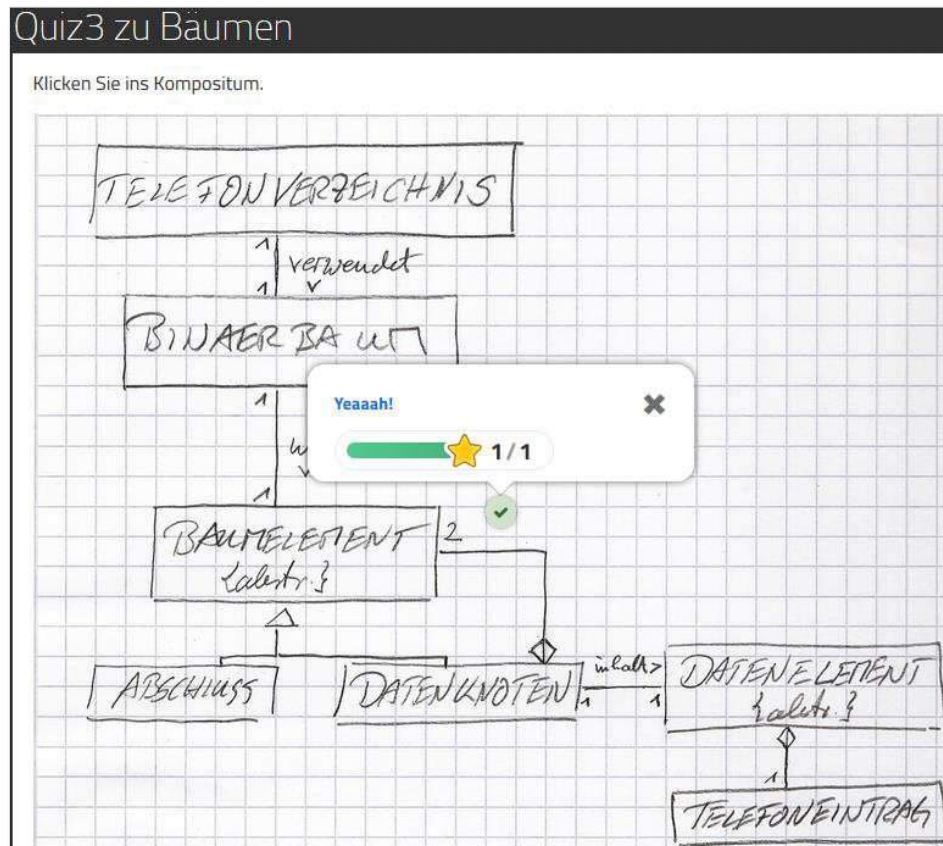 Quiz3 zu Bäumen
Klicken Sie ins Kompositum.
TELEFONVERZEICHNIS
1
verwendet
1
BINAERBAUM
Yeaaah!
1
1/1
1
BAUMELEMENT 2
{abstr.}
ABSCHLUSS DATENKNOTEN 1 inhalt> 1 DATENELEMENT
{abstr.}
1
TELEFONEINTRAG